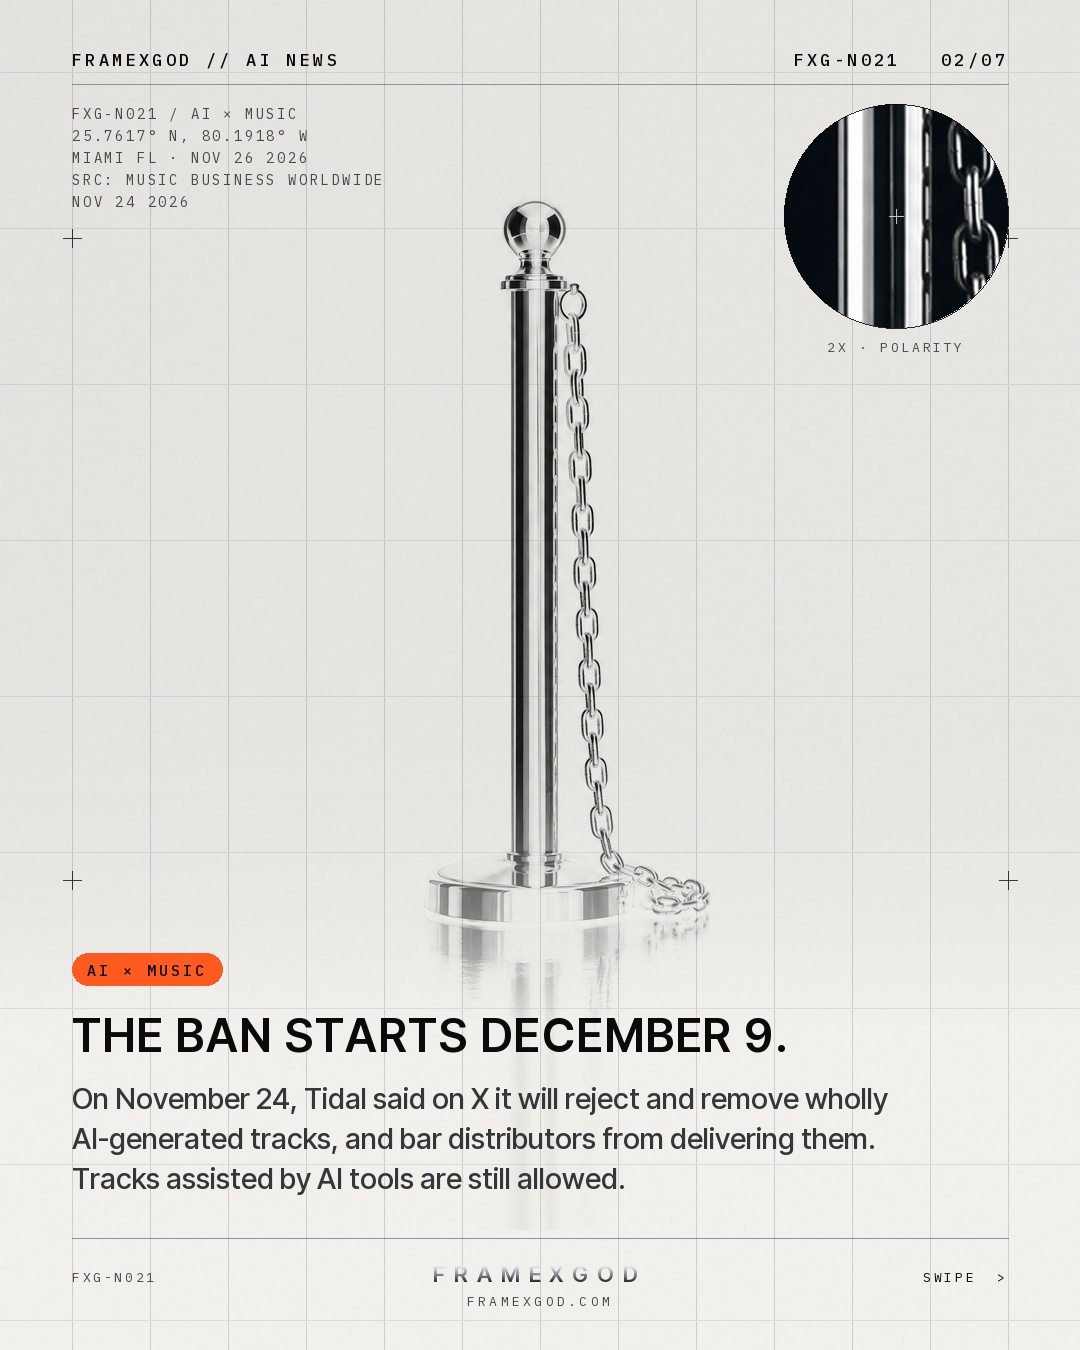 FRAMEXGOD // AI NEWS
FXG-N021 02/07
FXG-N021 / AI × MUSIC
25.7617° N, 80.1918° W
MIAMI FL · NOV 26 2026
SRC: MUSIC BUSINESS WORLDWIDE
NOV 24 2026
2X · POLARITY
AI × MUSIC
THE BAN STARTS DECEMBER 9.
On November 24, Tidal said on X it will reject and remove wholly
AI-generated tracks, and bar distributors from delivering them.
Tracks assisted by AI tools are still allowed.
FXG-N021
FRAMEXGOD
FRAMEXGOD.COM
SWIPE >